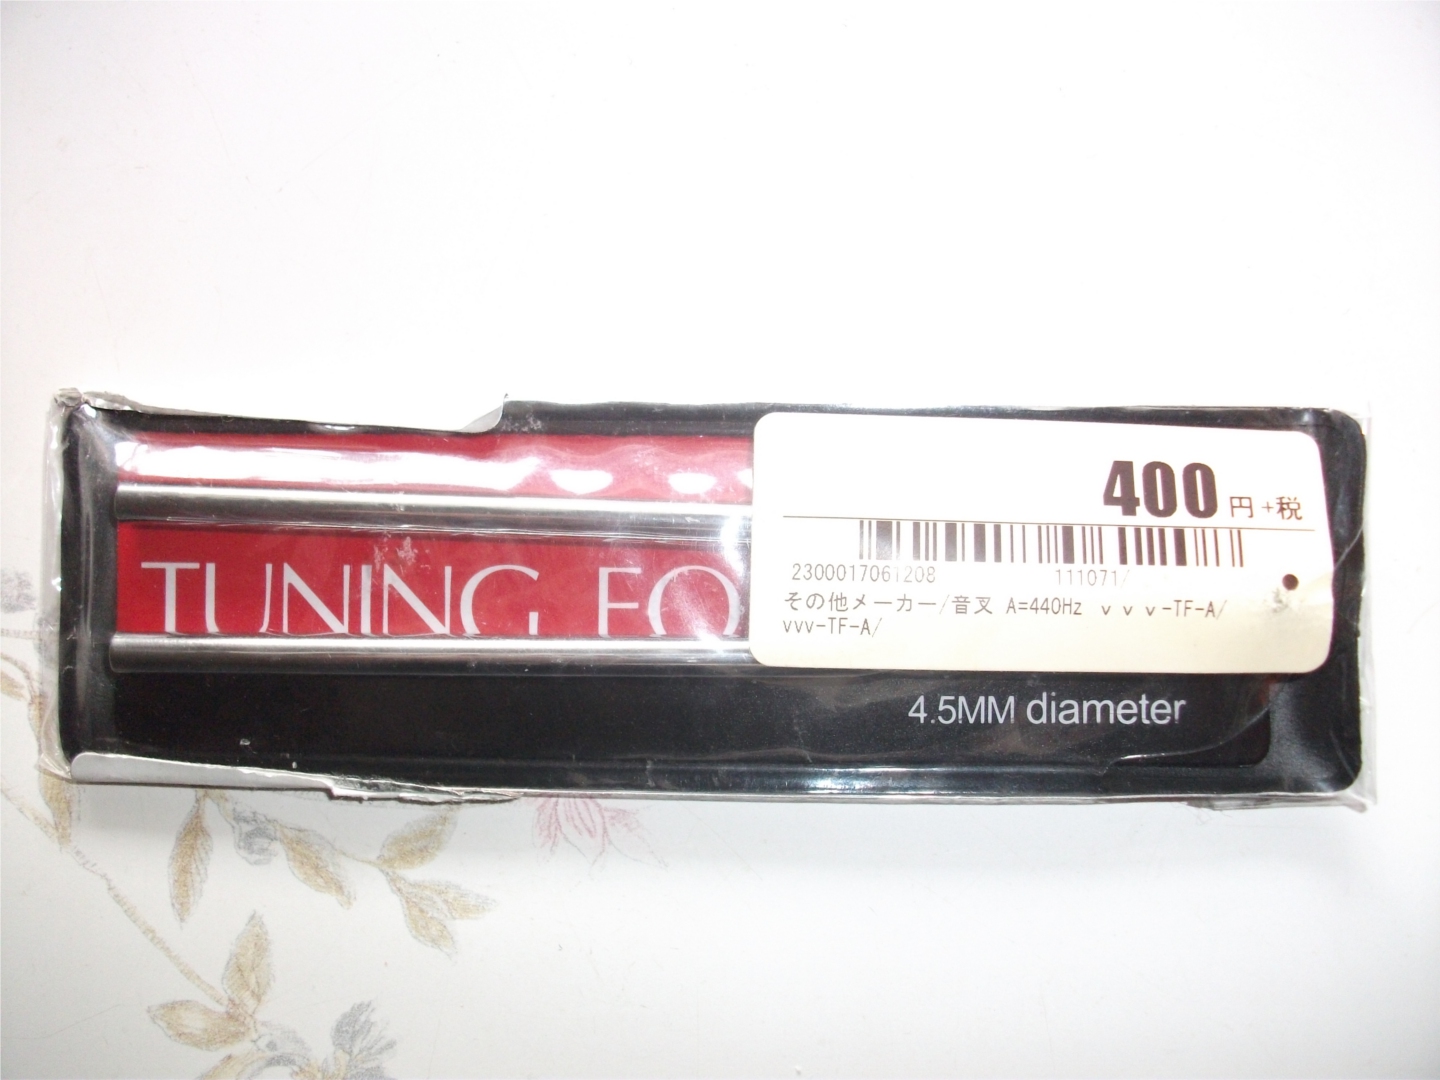 TUNING FO
400円+税
2300017061208 111071/
その他メーカー/音叉 A=440Hz ｖｖｖ-TF-A/
vvv-TF-A/
4.5MM diameter